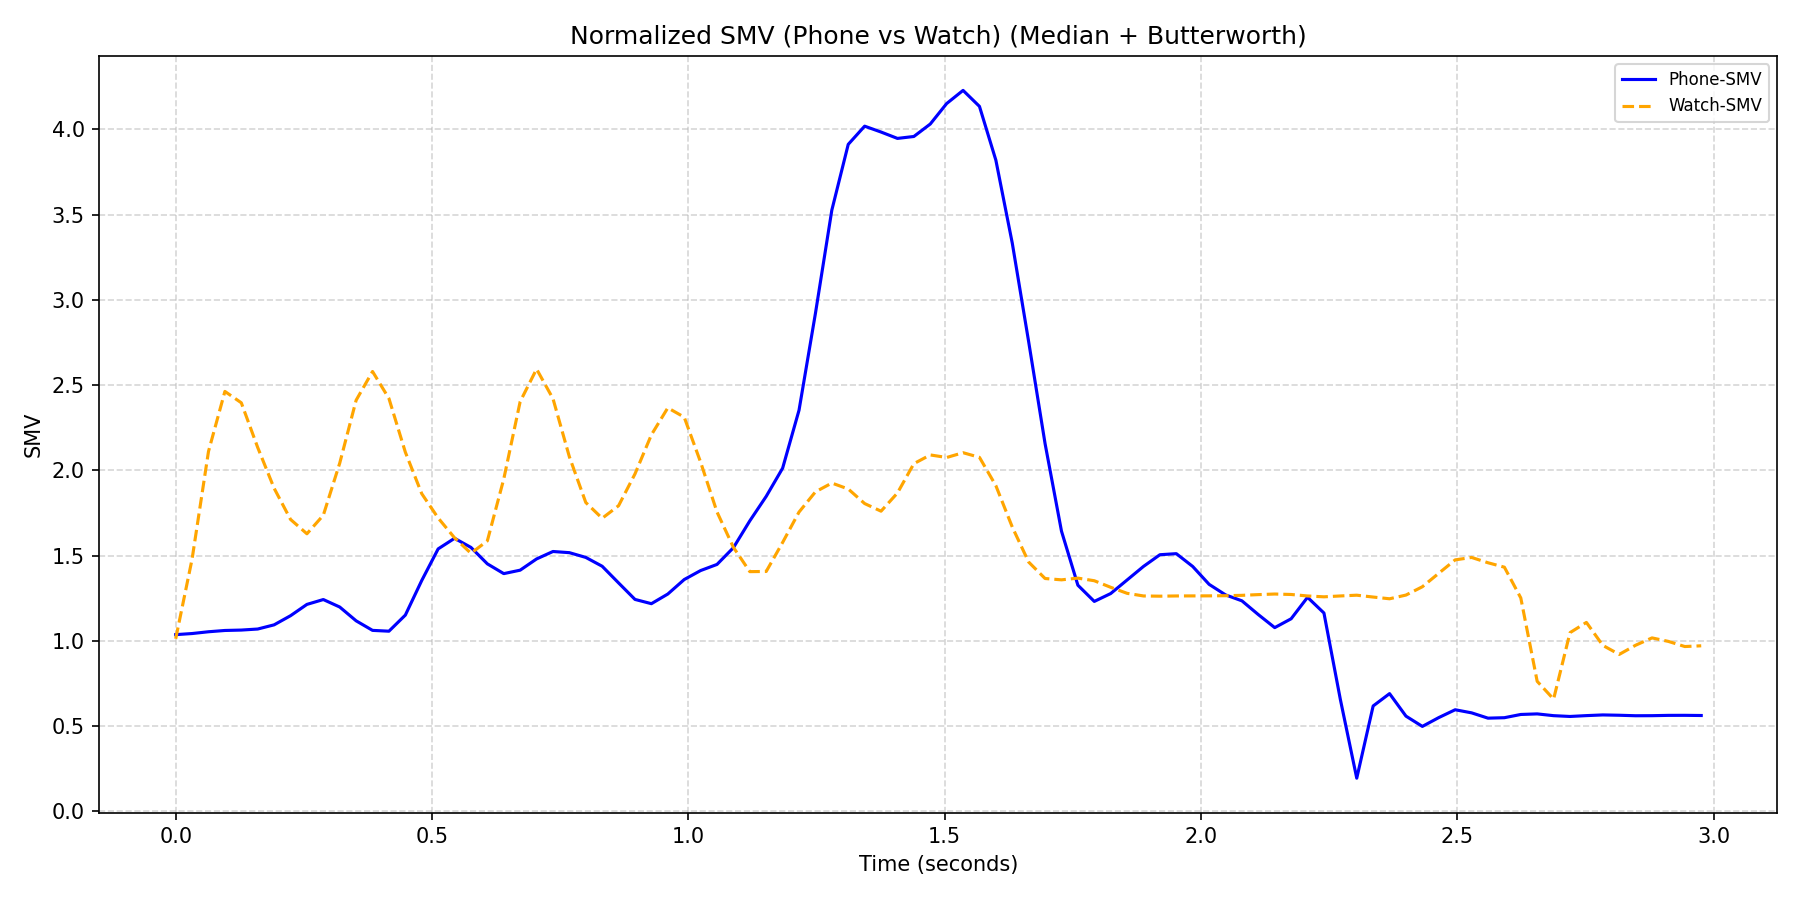 Normalized SMV (Phone vs Watch) (Median + Butterworth)
Phone-SMV
Watch-SMV
SMV
4.0
3.5
3.0
2.5
2.0
1.5
1.0
0.5
0.0
0.0 0.5 1.0 1.5 2.0 2.5 3.0
Time (seconds)